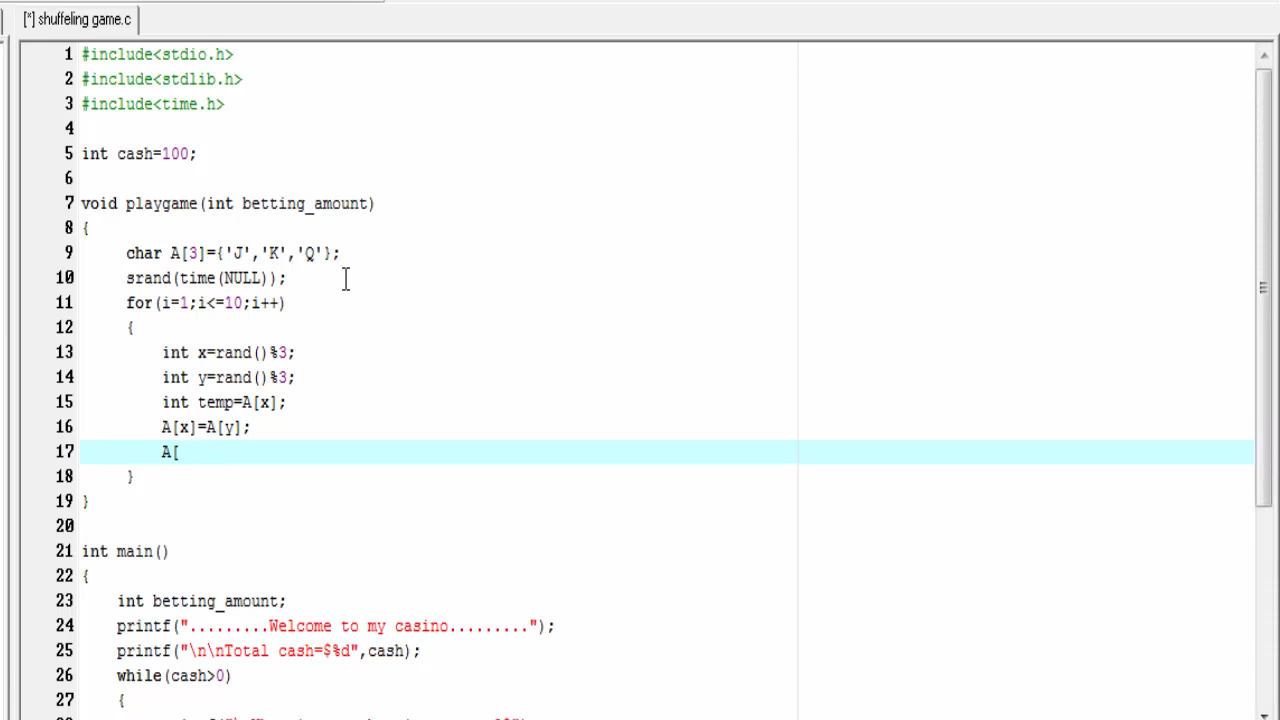 [*] shuffeling game.c
1 #include<stdio.h>
2 #include<stdlib.h>
3 #include<time.h>
4
5 int cash=100;
6
7 void playgame(int betting_amount)
8 {
9 char A[3]={'J','K','Q'};
10 srand(time(NULL));
11 for(i=1;i<=10;i++)
12 {
13 int x=rand()%3;
14 int y=rand()%3;
15 int temp=A[x];
16 A[x]=A[y];
17 A[
18 }
19 }
20
21 int main()
22 {
23 int betting_amount;
24 printf(".........Welcome to my casino.........");
25 printf("\n\nTotal cash=$%d",cash);
26 while(cash>0)
27 {